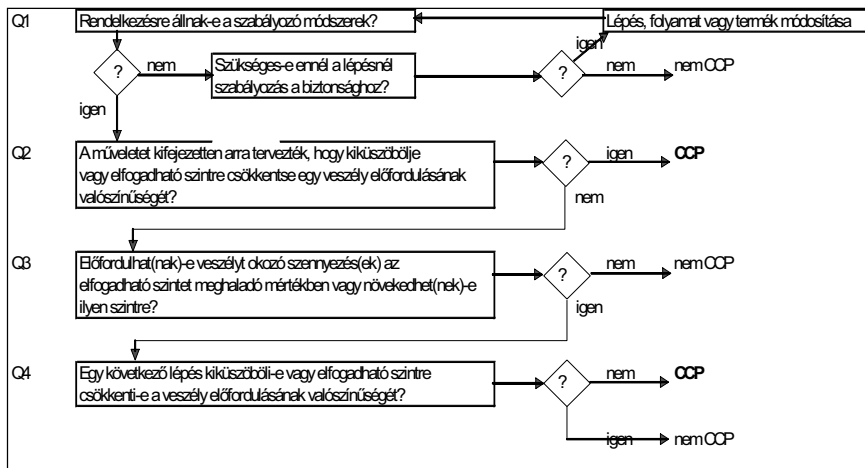 Q1 Rendelkezésre állnak-e a szabályozó módszerek? Lépés, folyamat vagy termék módosítása
igen
? nem Szükséges-e ennél a lépésnél
szabályozás a biztonsághoz? ? nem nem CCP
igen
Q2 A műveletet kifejezetten arra tervezték, hogy kiküszöbölje
vagy elfogadható szintre csökkentse egy veszély előfordulásának
valószínűségét? ? igen CCP
nem
Q3 Előfordulhat(nak)-e veszélyt okozó szennyezés(ek) az
elfogadható szintet meghaladó mértékben vagy növekedhet(nek)-e
ilyen szintre? ? nem nem CCP
igen
Q4 Egy következő lépés kiküszöböli-e vagy elfogadható szintre
csökkenti-e a veszély előfordulásának valószínűségét? ? nem CCP
igen nem CCP